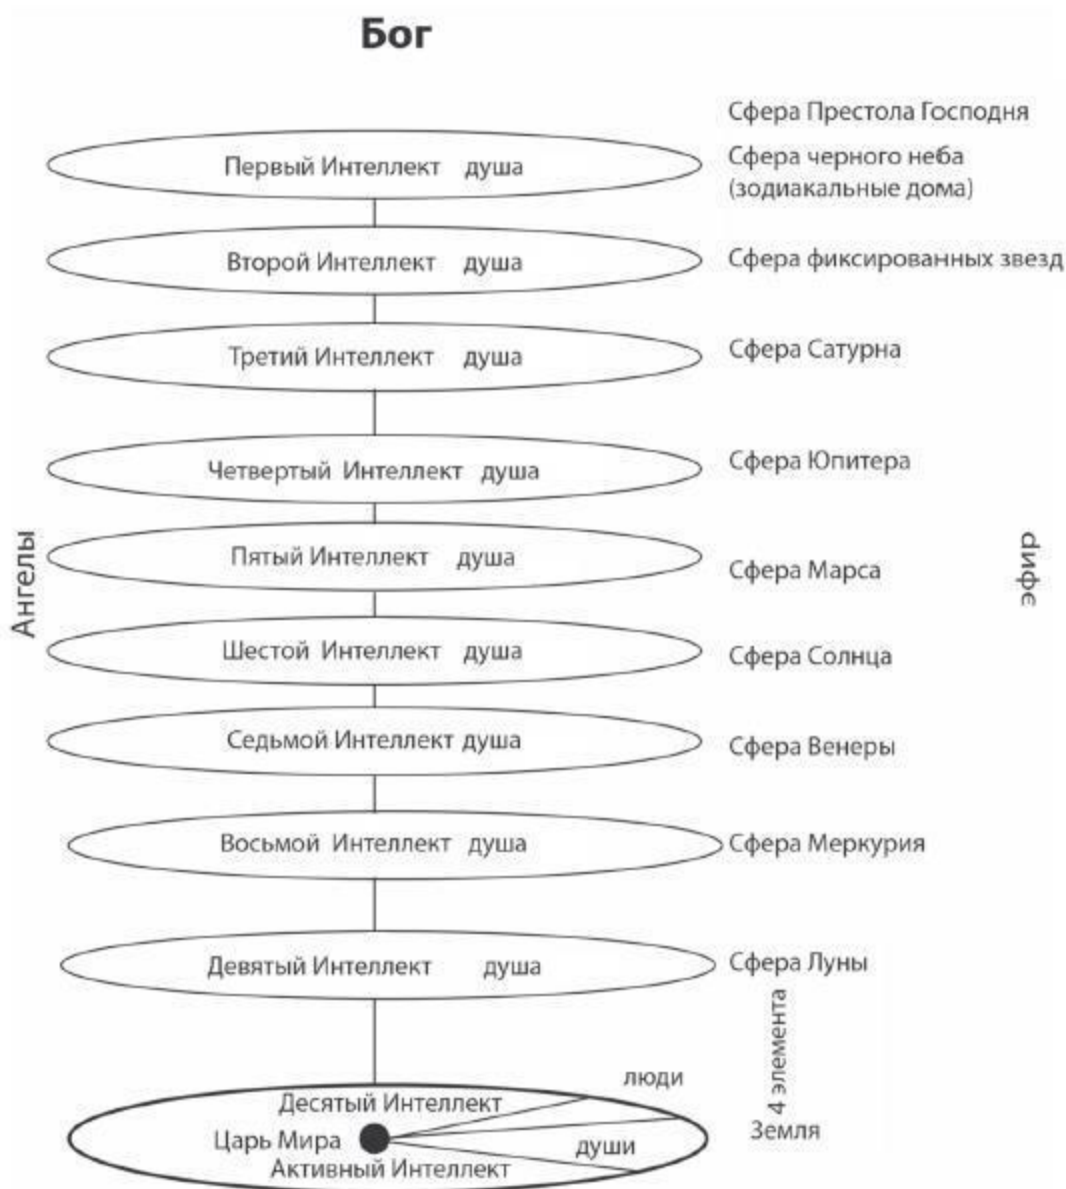 Бог
Сфера Престола Господня
Первый Интеллект душа
Сфера черного неба
(зодиакальные дома)
Второй Интеллект душа
Сфера фиксированных звезд
Третий Интеллект душа
Сфера Сатурна
Четвертый Интеллект душа
Сфера Юпитера
Ангелы
эфир
Пятый Интеллект душа
Сфера Марса
Шестой Интеллект душа
Сфера Солнца
Седьмой Интеллект душа
Сфера Венеры
Восьмой Интеллект душа
Сфера Меркурия
Девятый Интеллект душа
Сфера Луны
4 элемента
люди
Десятый Интеллект
Царь Мира
души
Земля
Активный Интеллект